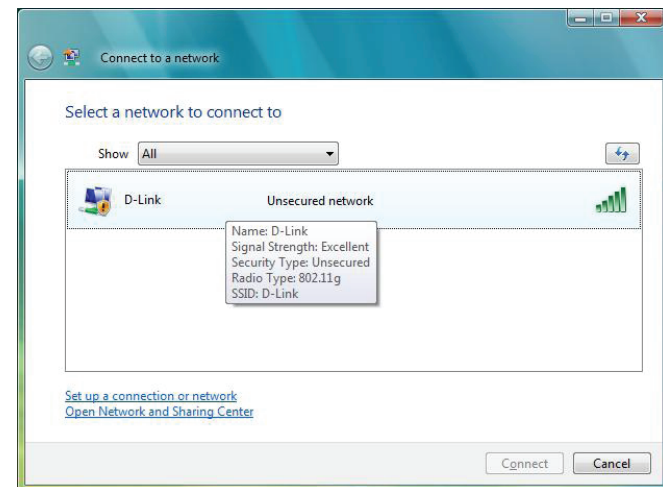 Connect to a network
Select a network to connect to
Show All
D-Link Unsecured network
Name: D-Link
Signal Strength: Excellent
Security Type: Unsecured
Radio Type: 802.11g
SSID: D-Link
Set up a connection or network
Open Network and Sharing Center
Connect Cancel